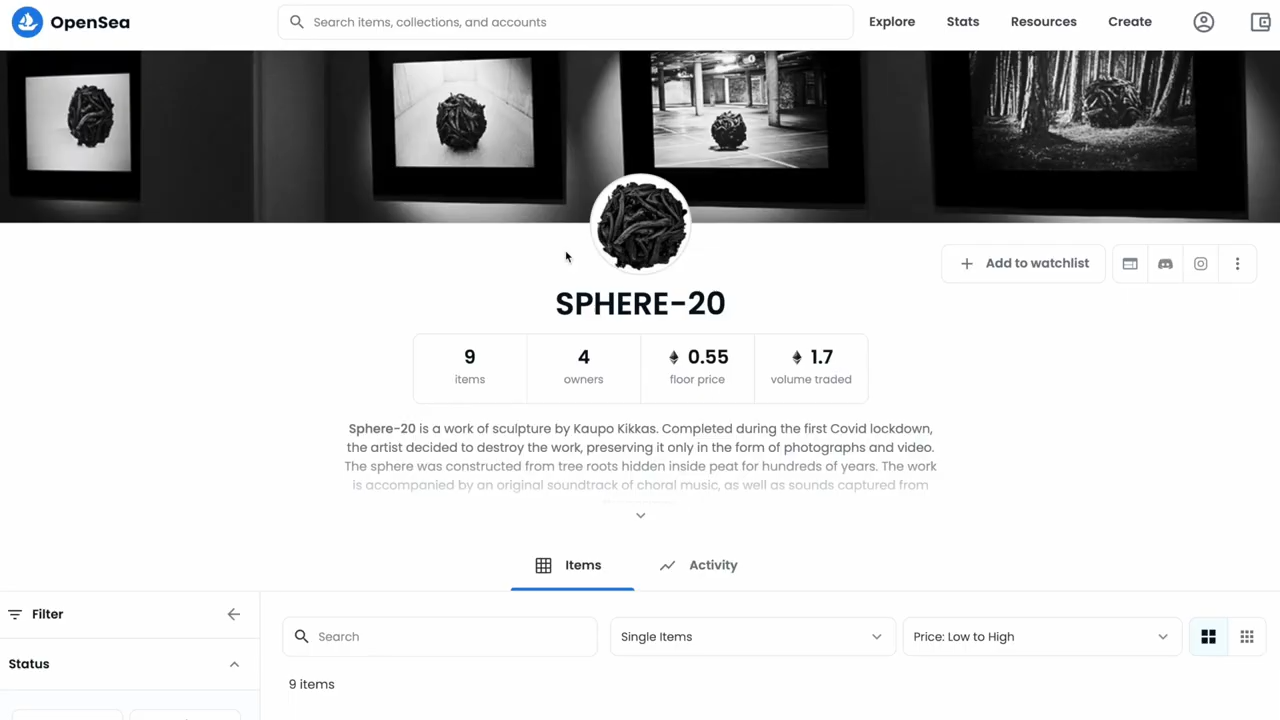 OpenSea
Search items, collections, and accounts
Explore
Stats
Resources
Create
Add to watchlist
SPHERE-20
9
items
4
owners
0.55
floor price
1.7
volume traded
Sphere-20 is a work of sculpture by Kaupo Kikkas. Completed during the first Covid lockdown,
the artist decided to destroy the work, preserving it only in the form of photographs and video.
The sphere was constructed from tree roots hidden inside peat for hundreds of years. The work
is accompanied by an original soundtrack of choral music, as well as sounds captured from
Items
Activity
Filter
Search
Single Items
Price: Low to High
Status
9 items